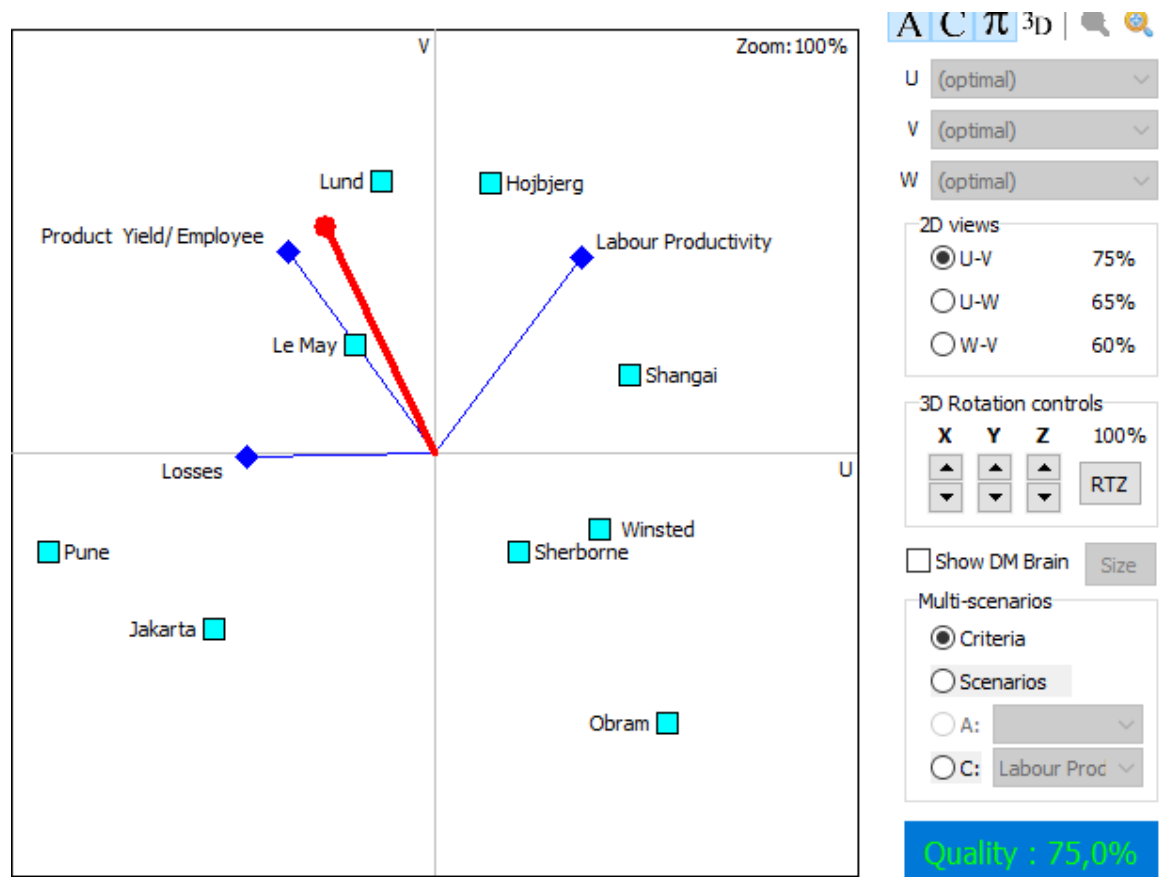 V
Zoom: 100%
Lund
Hojbjerg
Product Yield/ Employee
Labour Productivity
Le May
Shangai
Losses
U
Winsted
Pune
Sherborne
Jakarta
Obram
A C π 3D
U (optimal)
V (optimal)
W (optimal)
2D views
U-V 75%
U-W 65%
W-V 60%
3D Rotation controls
X Y Z 100%
RTZ
Show DM Brain Size
Multi-scenarios
Criteria
Scenarios
A:
C: Labour Prod
Quality : 75,0%